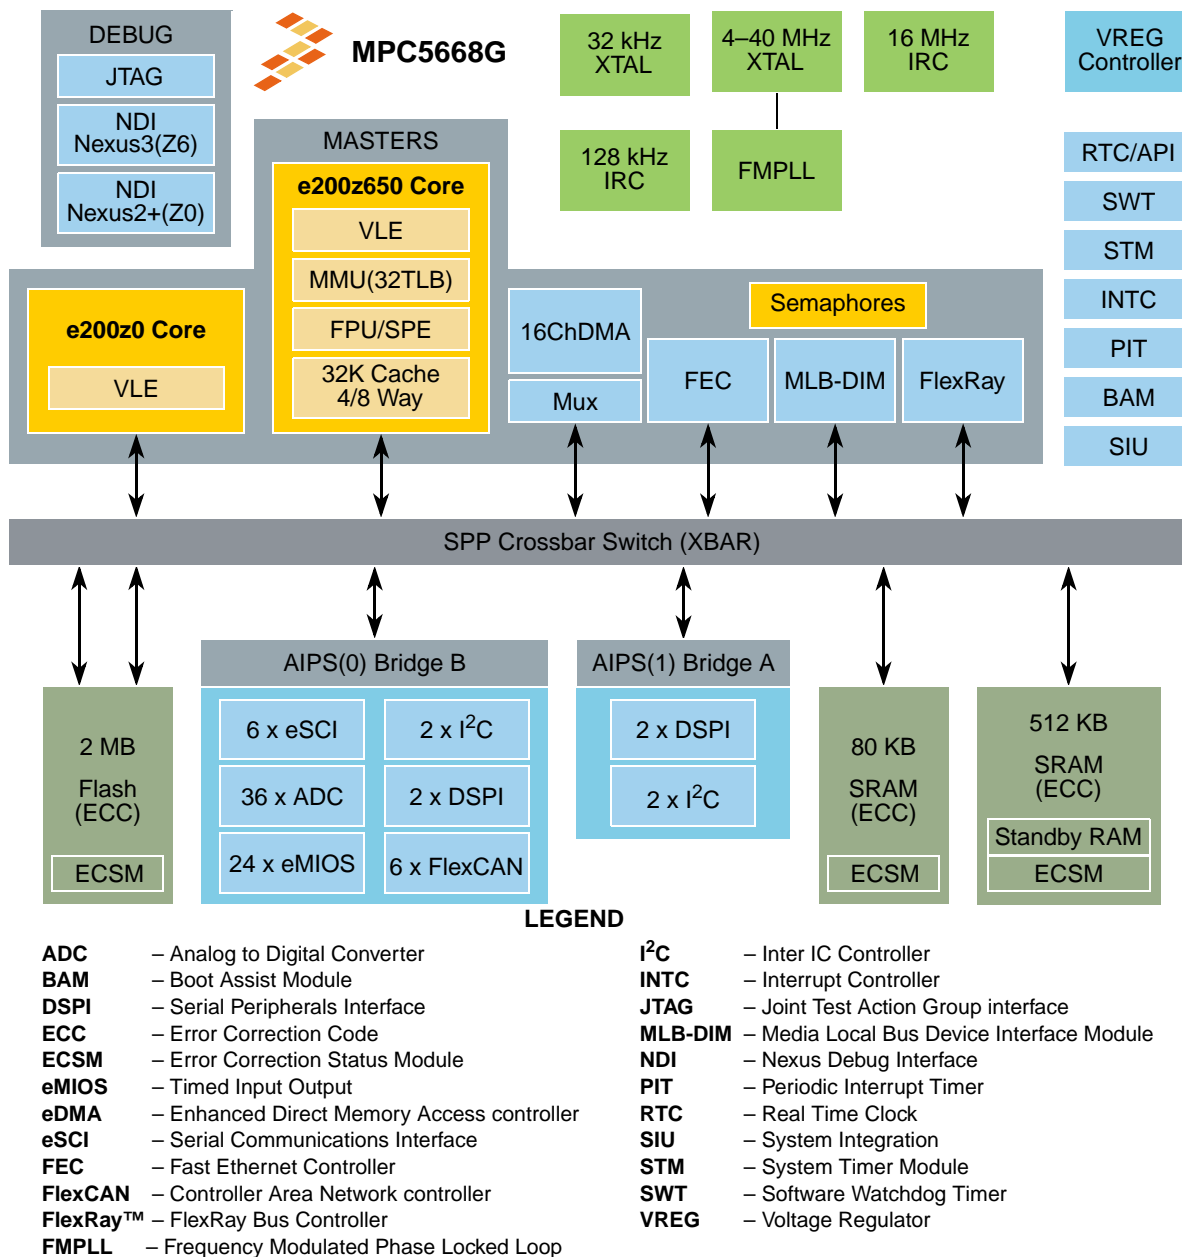 DEBUG
JTAG
NDI
Nexus3(Z6)
NDI
Nexus2+(Z0)
MPC5668G
32 kHz
XTAL
4–40 MHz
XTAL
16 MHz
IRC
128 kHz
IRC
FMPLL
VREG
Controller
RTC/API
SWT
STM
INTC
PIT
BAM
SIU
MASTERS
e200z650 Core
VLE
MMU(32TLB)
FPU/SPE
32K Cache
4/8 Way
e200z0 Core
VLE
16ChDMA
Mux
Semaphores
FEC
MLB-DIM
FlexRay
SPP Crossbar Switch (XBAR)
2 MB
Flash
(ECC)
ECSM
AIPS(0) Bridge B
6 x eSCI
2 x I²C
36 x ADC
2 x DSPI
24 x eMIOS
6 x FlexCAN
AIPS(1) Bridge A
2 x DSPI
2 x I²C
80 KB
SRAM
(ECC)
ECSM
512 KB
SRAM
(ECC)
Standby RAM
ECSM
LEGEND
ADC – Analog to Digital Converter
BAM – Boot Assist Module
DSPI – Serial Peripherals Interface
ECC – Error Correction Code
ECSM – Error Correction Status Module
eMIOS – Timed Input Output
eDMA – Enhanced Direct Memory Access controller
eSCI – Serial Communications Interface
FEC – Fast Ethernet Controller
FlexCAN – Controller Area Network controller
FlexRay™ – FlexRay Bus Controller
FMPLL – Frequency Modulated Phase Locked Loop
I²C – Inter IC Controller
INTC – Interrupt Controller
JTAG – Joint Test Action Group interface
MLB-DIM – Media Local Bus Device Interface Module
NDI – Nexus Debug Interface
PIT – Periodic Interrupt Timer
RTC – Real Time Clock
SIU – System Integration
STM – System Timer Module
SWT – Software Watchdog Timer
VREG – Voltage Regulator